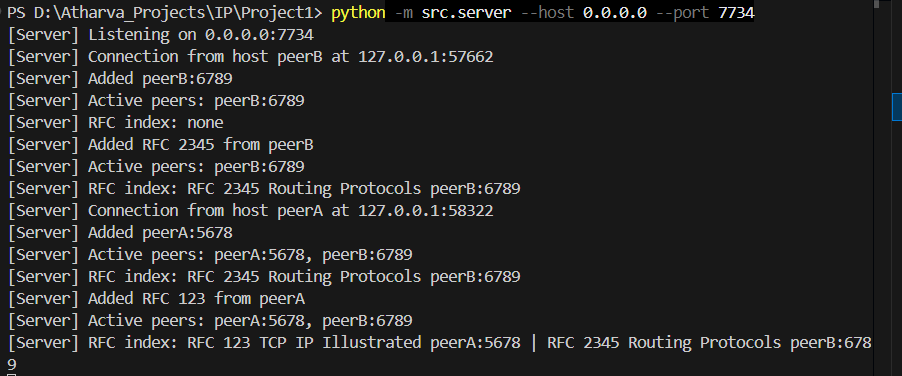 PS D:\Atharva_Projects\IP\Project1> python -m src.server --host 0.0.0.0 --port 7734
[Server] Listening on 0.0.0.0:7734
[Server] Connection from host peerB at 127.0.0.1:57662
[Server] Added peerB:6789
[Server] Active peers: peerB:6789
[Server] RFC index: none
[Server] Added RFC 2345 from peerB
[Server] Active peers: peerB:6789
[Server] RFC index: RFC 2345 Routing Protocols peerB:6789
[Server] Connection from host peerA at 127.0.0.1:58322
[Server] Added peerA:5678
[Server] Active peers: peerA:5678, peerB:6789
[Server] RFC index: RFC 2345 Routing Protocols peerB:6789
[Server] Added RFC 123 from peerA
[Server] Active peers: peerA:5678, peerB:6789
[Server] RFC index: RFC 123 TCP IP Illustrated peerA:5678 | RFC 2345 Routing Protocols peerB:678
9